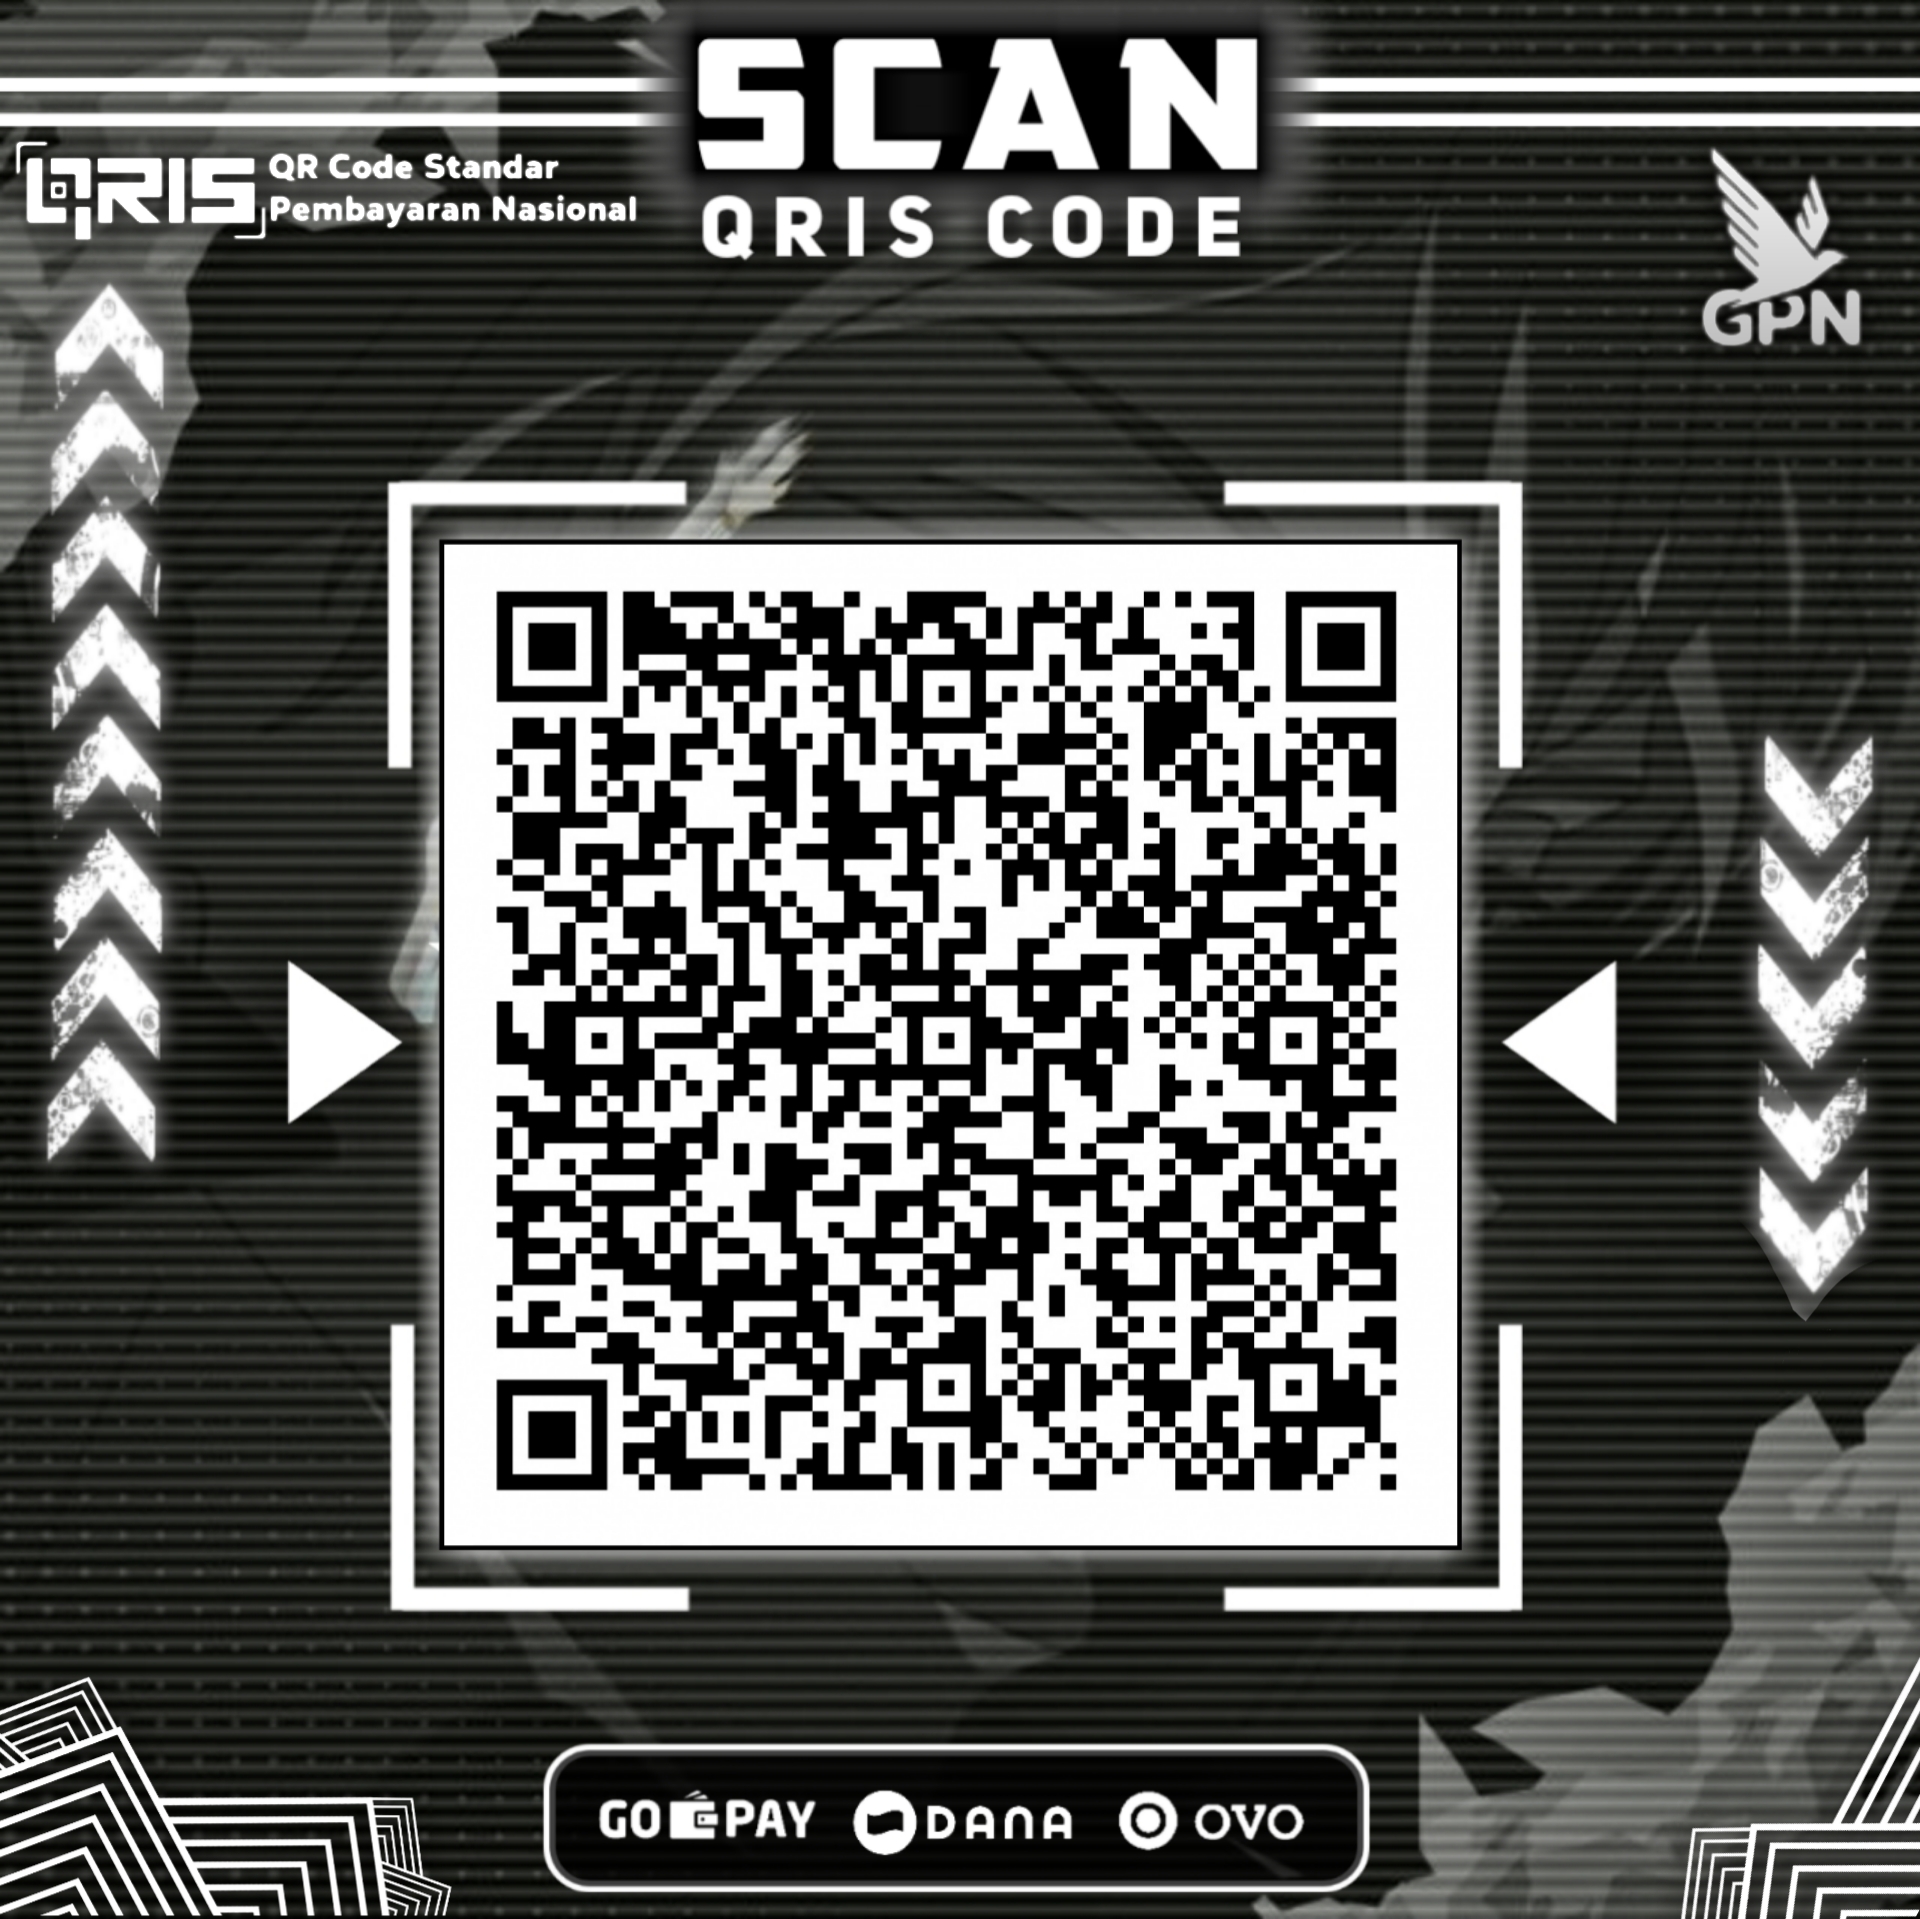 SCAN
QRIS CODE
QRIS QR Code Standar
Pembayaran Nasional
GPN
GOPAY DANA OVO